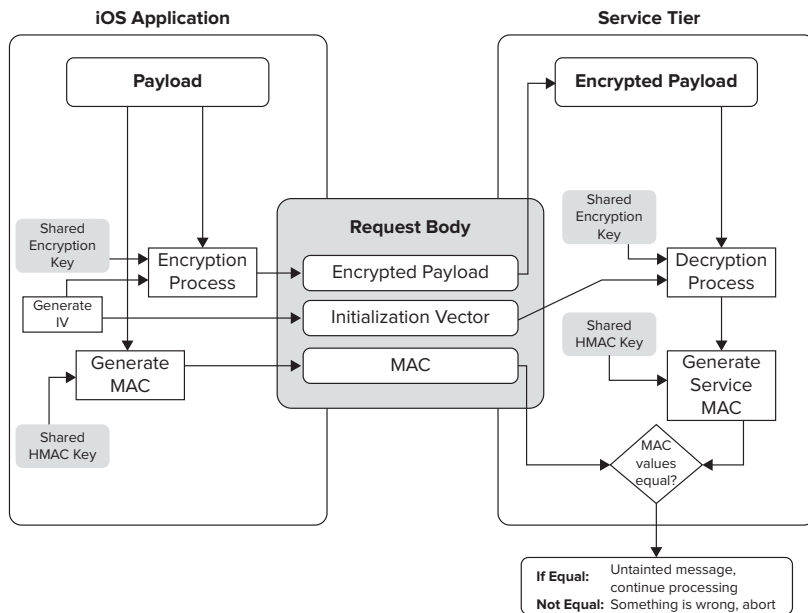 iOS Application
Service Tier
Payload
Encrypted Payload
Shared
Encryption
Key
Encryption
Process
Generate
IV
Generate
MAC
Shared
HMAC Key
Request Body
Encrypted Payload
Initialization Vector
MAC
Shared
Encryption
Key
Decryption
Process
Shared
HMAC Key
Generate
Service
MAC
MAC
values
equal?
If Equal: Untainted message,
continue processing
Not Equal: Something is wrong, abort